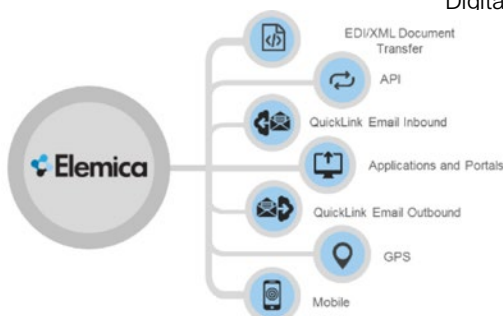 Digita
EDI/XML Document
Transfer
API
QuickLink Email Inbound
Elemica
Applications and Portals
QuickLink Email Outbound
GPS
Mobile